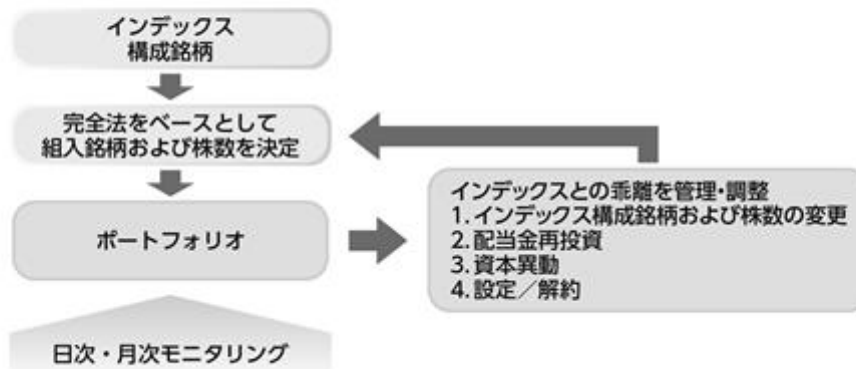 インデックス
構成銘柄
完全法をベースとして
組入銘柄および株数を決定
ポートフォリオ
インデックスとの乖離を管理・調整
1.インデックス構成銘柄および株数の変更
2.配当金再投資
3.資本異動
4.設定／解約
日次・月次モニタリング